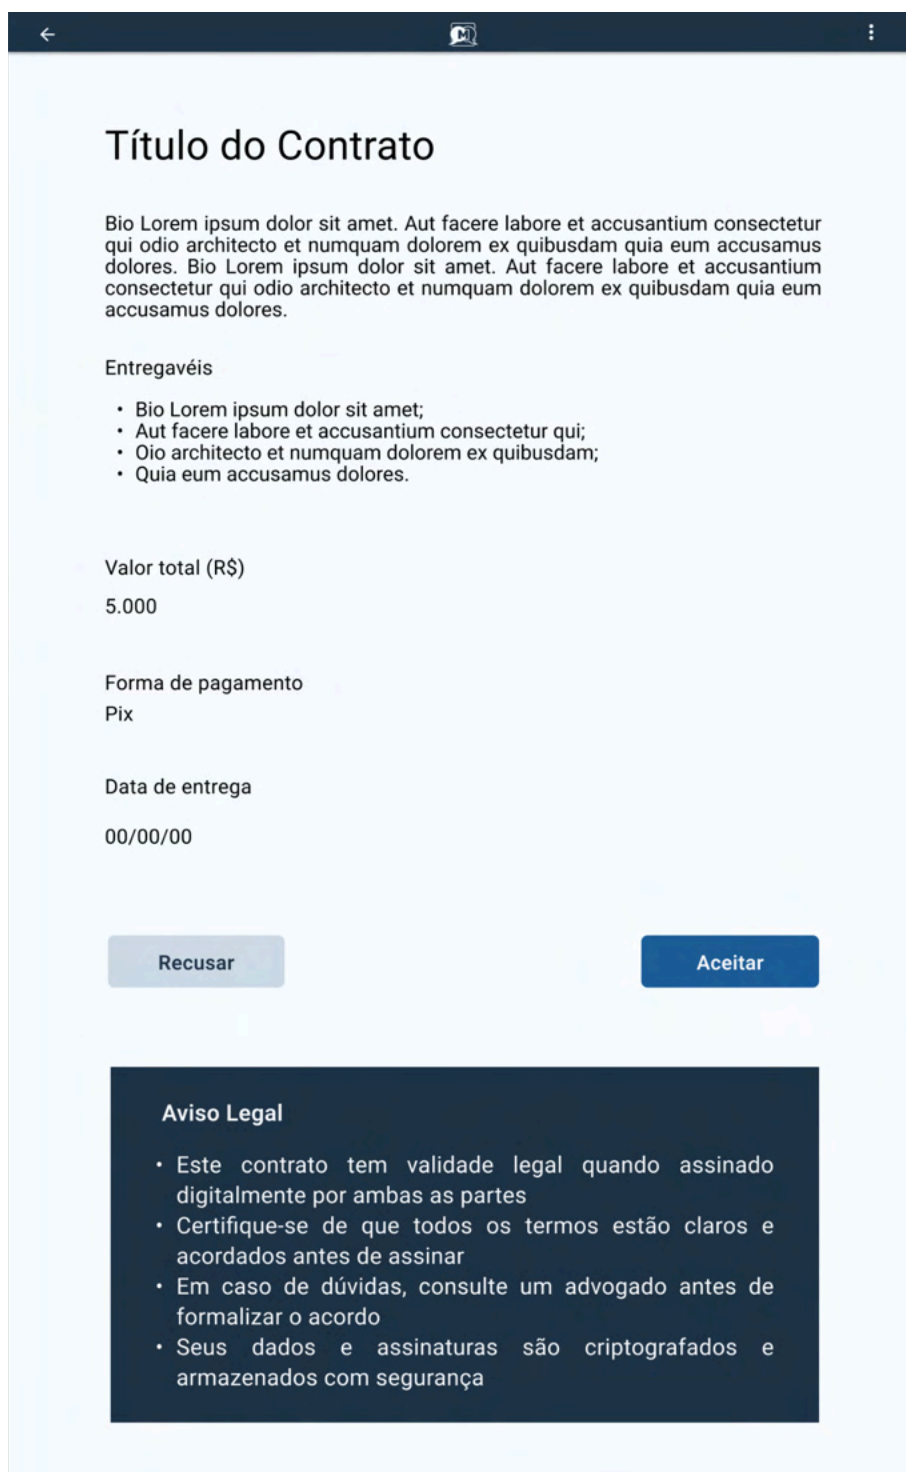 Título do Contrato
Bio Lorem ipsum dolor sit amet. Aut facere labore et accusantium consectetur
qui odio architecto et numquam dolorem ex quibusdam quia eum accusamus
dolores. Bio Lorem ipsum dolor sit amet. Aut facere labore et accusantium
consectetur qui odio architecto et numquam dolorem ex quibusdam quia eum
accusamus dolores.
Entregavéis
• Bio Lorem ipsum dolor sit amet;
• Aut facere labore et accusantium consectetur qui;
• Oio architecto et numquam dolorem ex quibusdam;
• Quia eum accusamus dolores.
Valor total (R$)
5.000
Forma de pagamento
Pix
Data de entrega
00/00/00
Recusar
Aceitar
Aviso Legal
• Este contrato tem validade legal quando assinado
digitalmente por ambas as partes
• Certifique-se de que todos os termos estão claros e
acordados antes de assinar
• Em caso de dúvidas, consulte um advogado antes de
formalizar o acordo
• Seus dados e assinaturas são criptografados e
armazenados com segurança